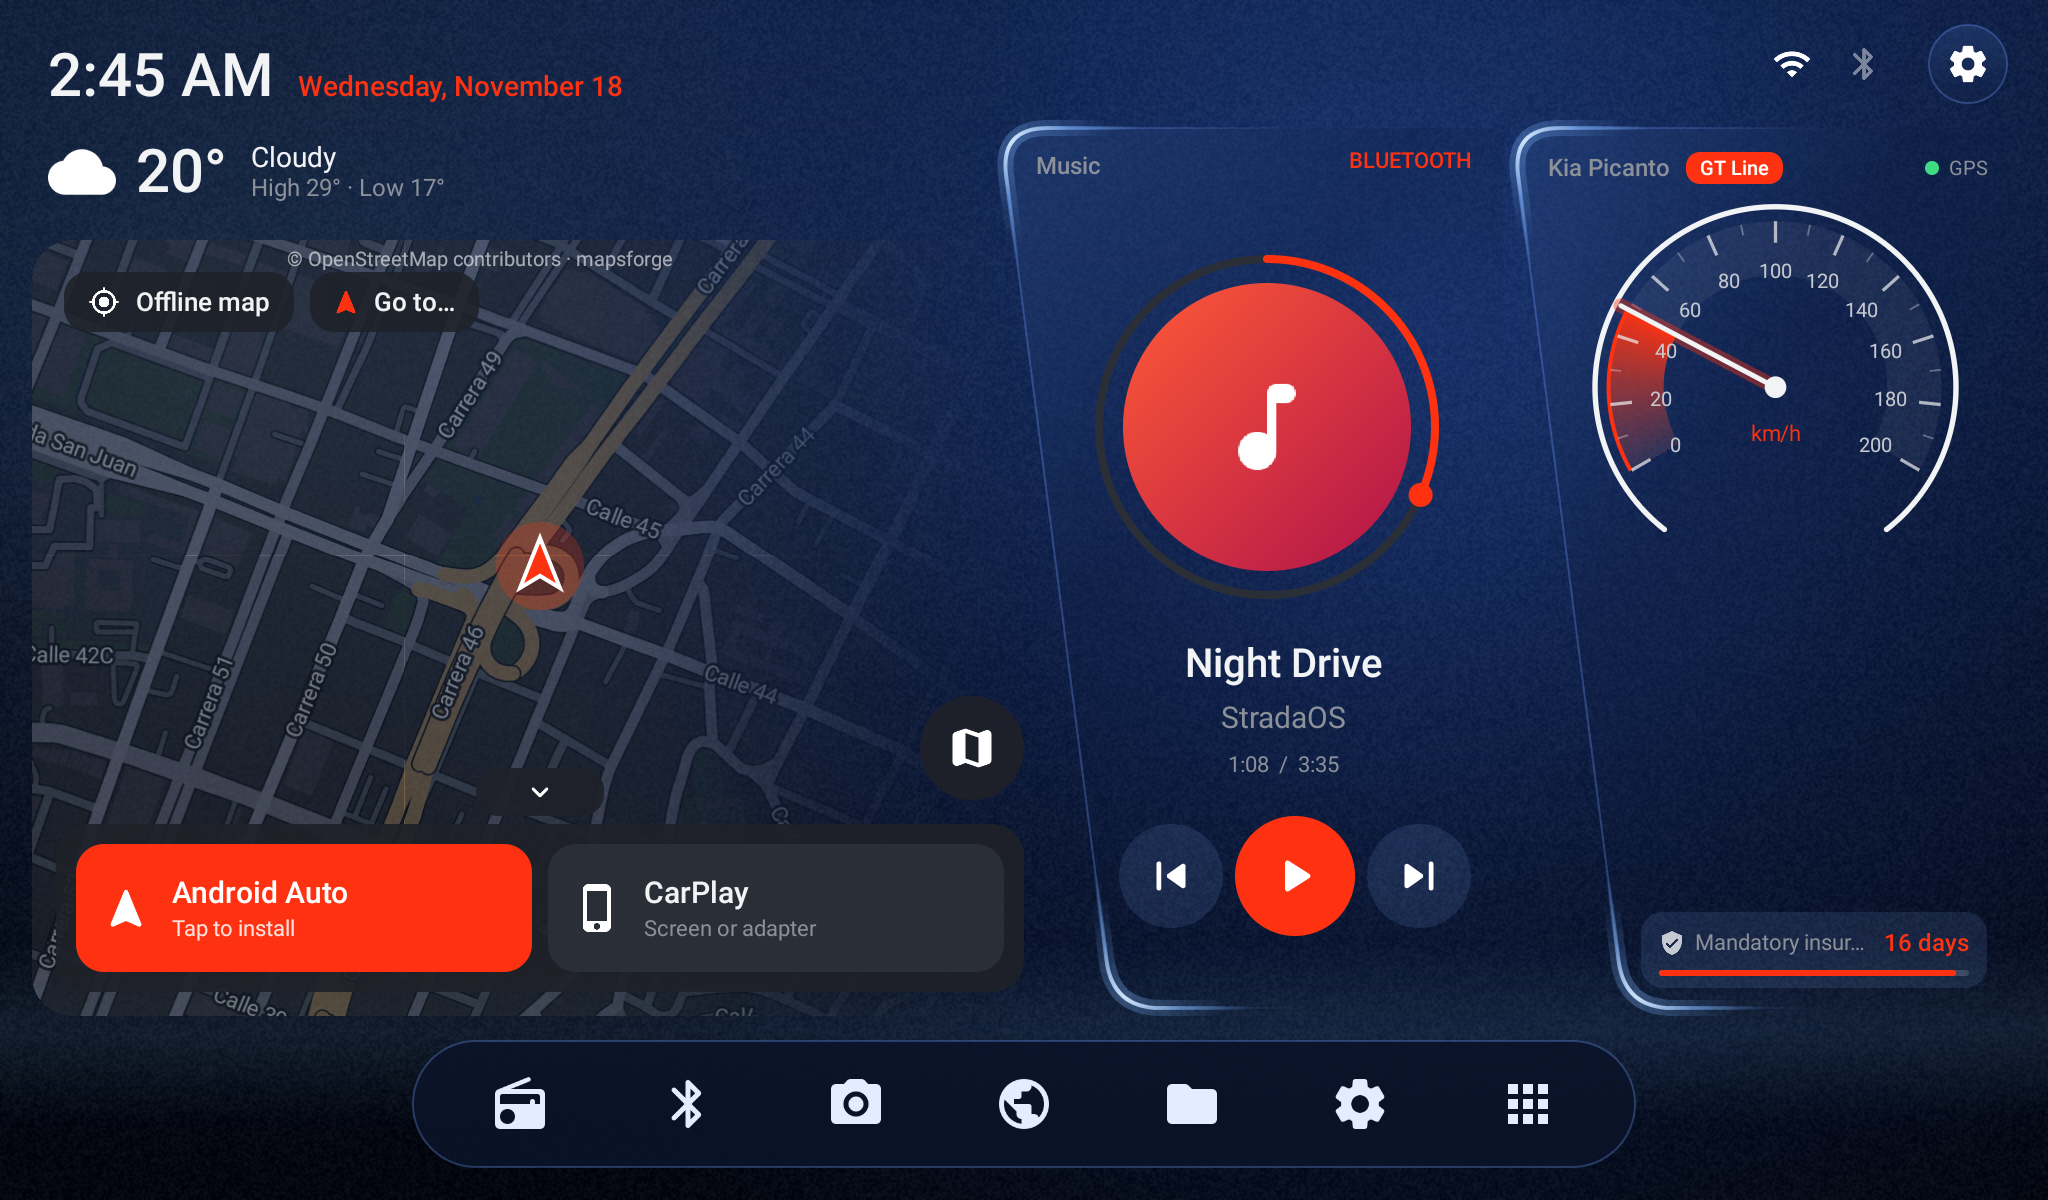 2:45 AM Wednesday, November 18
20° Cloudy
High 29° · Low 17°
© OpenStreetMap contributors · mapsforge
Offline map
Go to...
Carrera
Carrera 49
Carrera 44
la San Juan
Calle 45
Calle 42C
Carrera 51
Carrera 50
Carrera 46
Calle 44
Android Auto
Tap to install
CarPlay
Screen or adapter
Music
BLUETOOTH
Night Drive
StradaOS
1:08 / 3:35
Kia Picanto
GT Line
GPS
0
20
40
60
80
100
120
140
160
180
200
km/h
Mandatory insur... 16 days